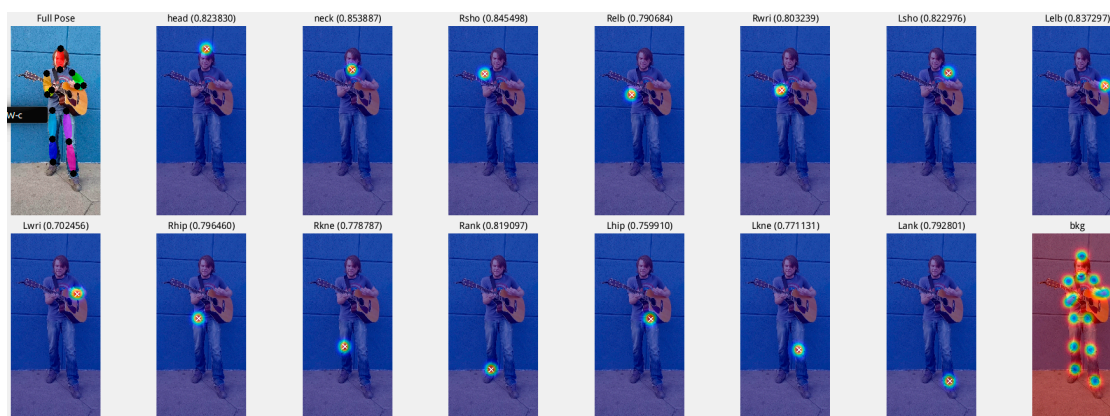 Full Pose head (0.823830) neck (0.853887) Rsho (0.845498) Relb (0.790684) Rwri (0.803239) Lsho (0.822976) Lelb (0.837297)
W-c
Lwri (0.702456) Rhip (0.796460) Rkne (0.778787) Rank (0.819097) Lhip (0.759910) Lkne (0.771131) Lank (0.792801) bkg